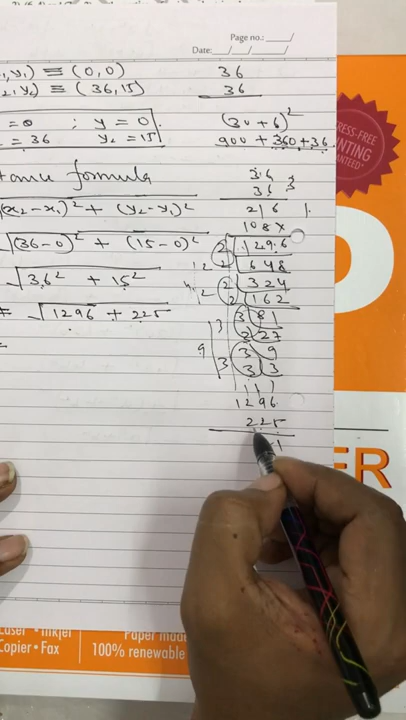 Page no.:
Date:
,y₁) ≡ (0,0)
₂,y₂) ≡ (36,15)
= 0 ; y = 0
= 36 y₂ = 15
tance formula
(x₂-x₁)² + (y₂-y₁)²
√(36-0)² + (15-0)²
√36² + 15²
= √1296 + 225
=
36
36
(30+6)²
900 + 360 + 36
36
36
216
108x
2 1296
2 648
2 324
2 162
3 81
27
3 9
3 3
111
1296
225
1
STRESS-FREE
GUARANTEED
P
ER
Laser • Inkjet
Copier • Fax
Paper made
100% renewable